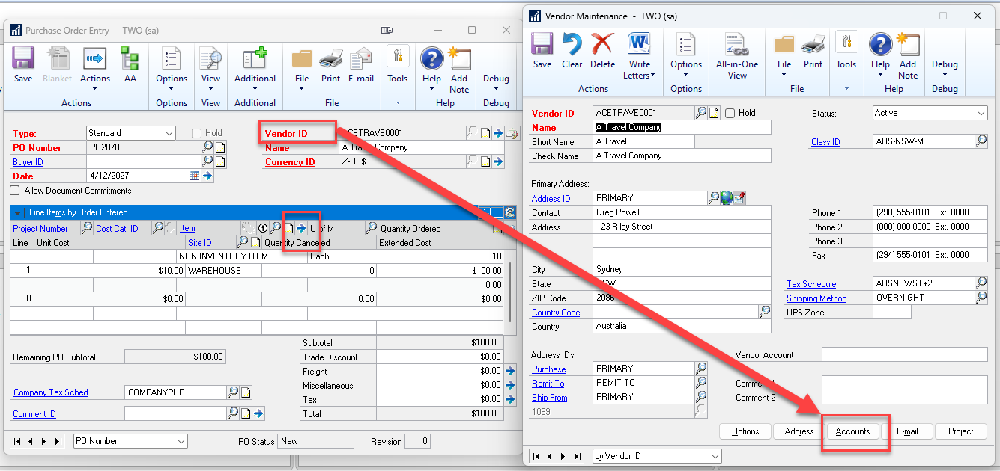 Purchase Order Entry - TWO (sa)
Save
Blanket
Actions
AA
Options
View
Additional
File
Print
E-mail
Tools
Help
Add
Note
Debug
Actions
Options
View
Additional
File
Help
Debug
Type:
Standard
Hold
PO Number
PO2078
Buyer ID
Date
4/12/2027
Allow Document Commitments
Vendor ID
CETRAVE0001
Name
A Travel Company
Currency ID
Z-US$
Line Items by Order Entered
Project Number
Cost Cat. ID
Item
U of M
Quantity Ordered
Line
Unit Cost
Site ID
Quantity Canceled
Extended Cost
NON INVENTORY ITEM
Each
10
1
$10.00
WAREHOUSE
0
$100.00
0.00
0
$0.00
0.00
$0.00
Remaining PO Subtotal
$100.00
Company Tax Sched
COMPANYPUR
Comment ID
Subtotal
$100.00
Trade Discount
$0.00
Freight
$0.00
Miscellaneous
$0.00
Tax
$0.00
Total
$100.00
PO Number
PO Status
New
Revision
0
Vendor Maintenance - TWO (sa)
Save
Clear
Delete
Write
Letters
Options
All-in-One
View
File
Print
Tools
Help
Add
Note
Debug
Actions
Options
File
Help
Debug
Vendor ID
ACETRAVE0001
Hold
Status:
Active
Name
A Travel Company
Short Name
A Travel
Class ID
AUS-NSW-M
Check Name
A Travel Company
Primary Address:
Address ID
PRIMARY
Contact
Greg Powell
Phone 1
(298) 555-0101 Ext. 0000
Address
123 Riley Street
Phone 2
(000) 000-0000 Ext. 0000
Phone 3
Fax
(294) 555-0101 Ext. 0000
City
Sydney
State
NSW
Tax Schedule
AUSNSWST+20
ZIP Code
2086
Shipping Method
OVERNIGHT
Country Code
UPS Zone
Country
Australia
Address IDs:
Vendor Account
Purchase
PRIMARY
Remit To
REMIT TO
Comment 1
Ship From
PRIMARY
Comment 2
1099
Options
Address
Accounts
E-mail
Project
by Vendor ID